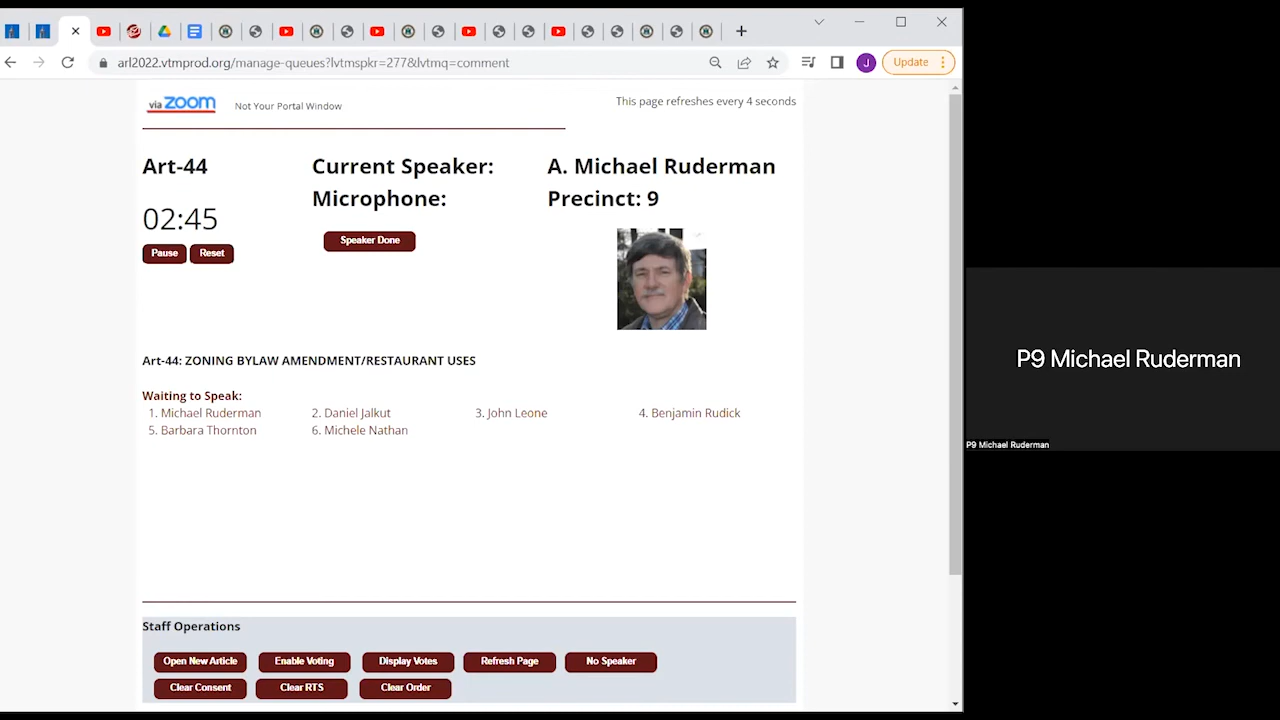 Update
arl2022.vtmprod.org/manage-queues?lvtmspkr=277&lvtmq=comment
J
via zoom
Not Your Portal Window
This page refreshes every 4 seconds
Art-44
Current Speaker:
A. Michael Ruderman
Microphone:
Precinct: 9
02:45
Speaker Done
Pause
Reset
Art-44: ZONING BYLAW AMENDMENT/RESTAURANT USES
Waiting to Speak:
1. Michael Ruderman
2. Daniel Jalkut
3. John Leone
4. Benjamin Rudick
5. Barbara Thornton
6. Michele Nathan
P9 Michael Ruderman
P9 Michael Ruderman
Staff Operations
Open New Article
Enable Voting
Display Votes
Refresh Page
No Speaker
Clear Consent
Clear RTS
Clear Order